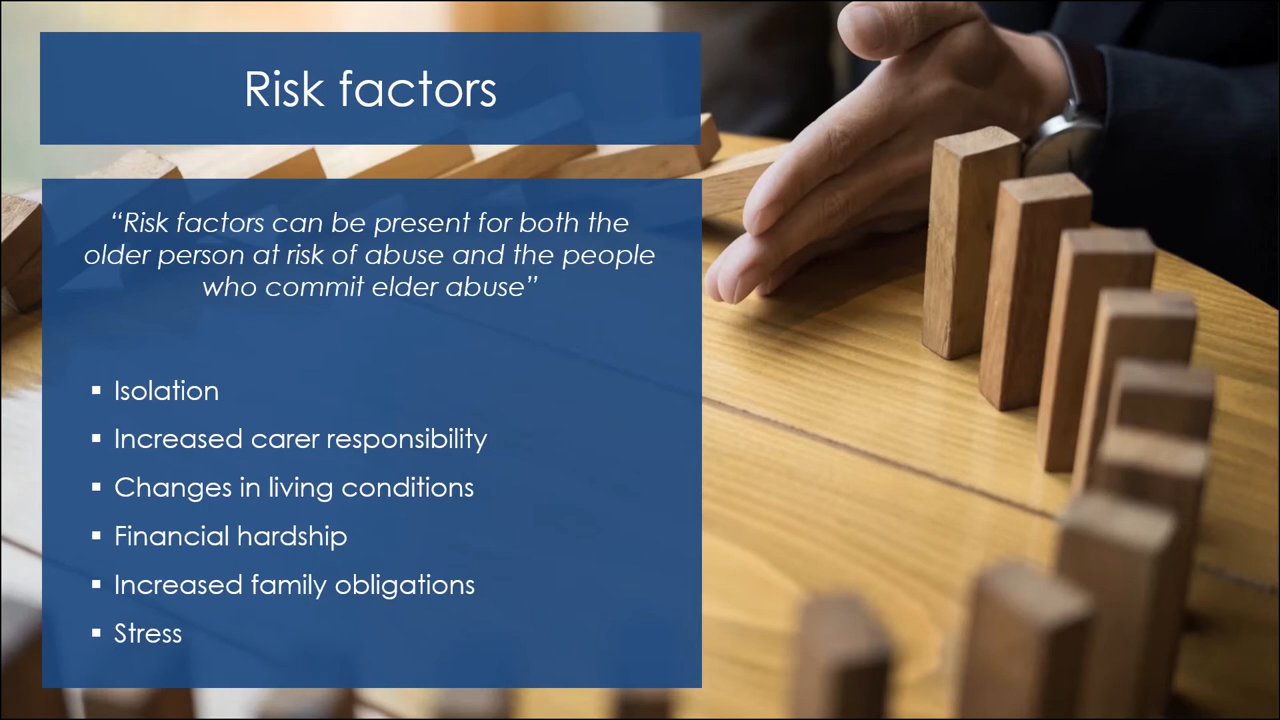 Risk factors
“Risk factors can be present for both the
older person at risk of abuse and the people
who commit elder abuse”
▪ Isolation
▪ Increased carer responsibility
▪ Changes in living conditions
▪ Financial hardship
▪ Increased family obligations
▪ Stress